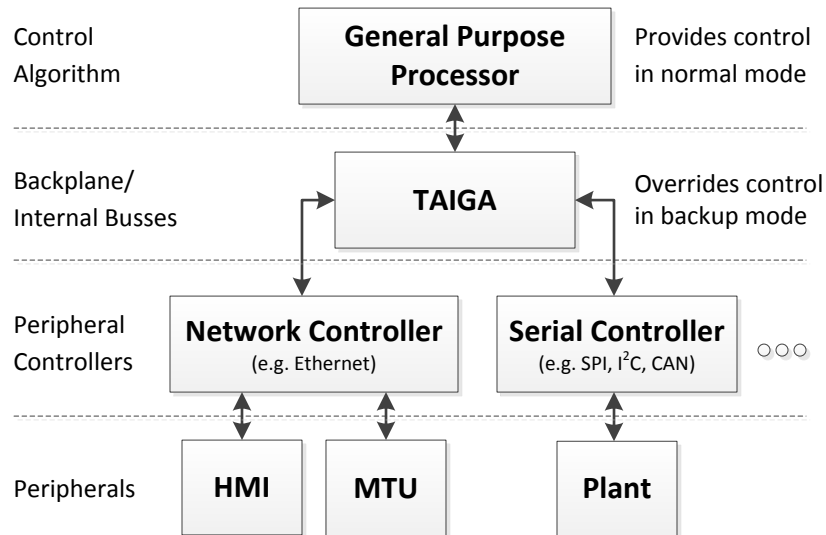 Control
Algorithm
General Purpose
Processor
Provides control
in normal mode
Backplane/
Internal Busses
TAIGA
Overrides control
in backup mode
Peripheral
Controllers
Network Controller
(e.g. Ethernet)
Serial Controller
(e.g. SPI, I²C, CAN)
Peripherals
HMI
MTU
Plant